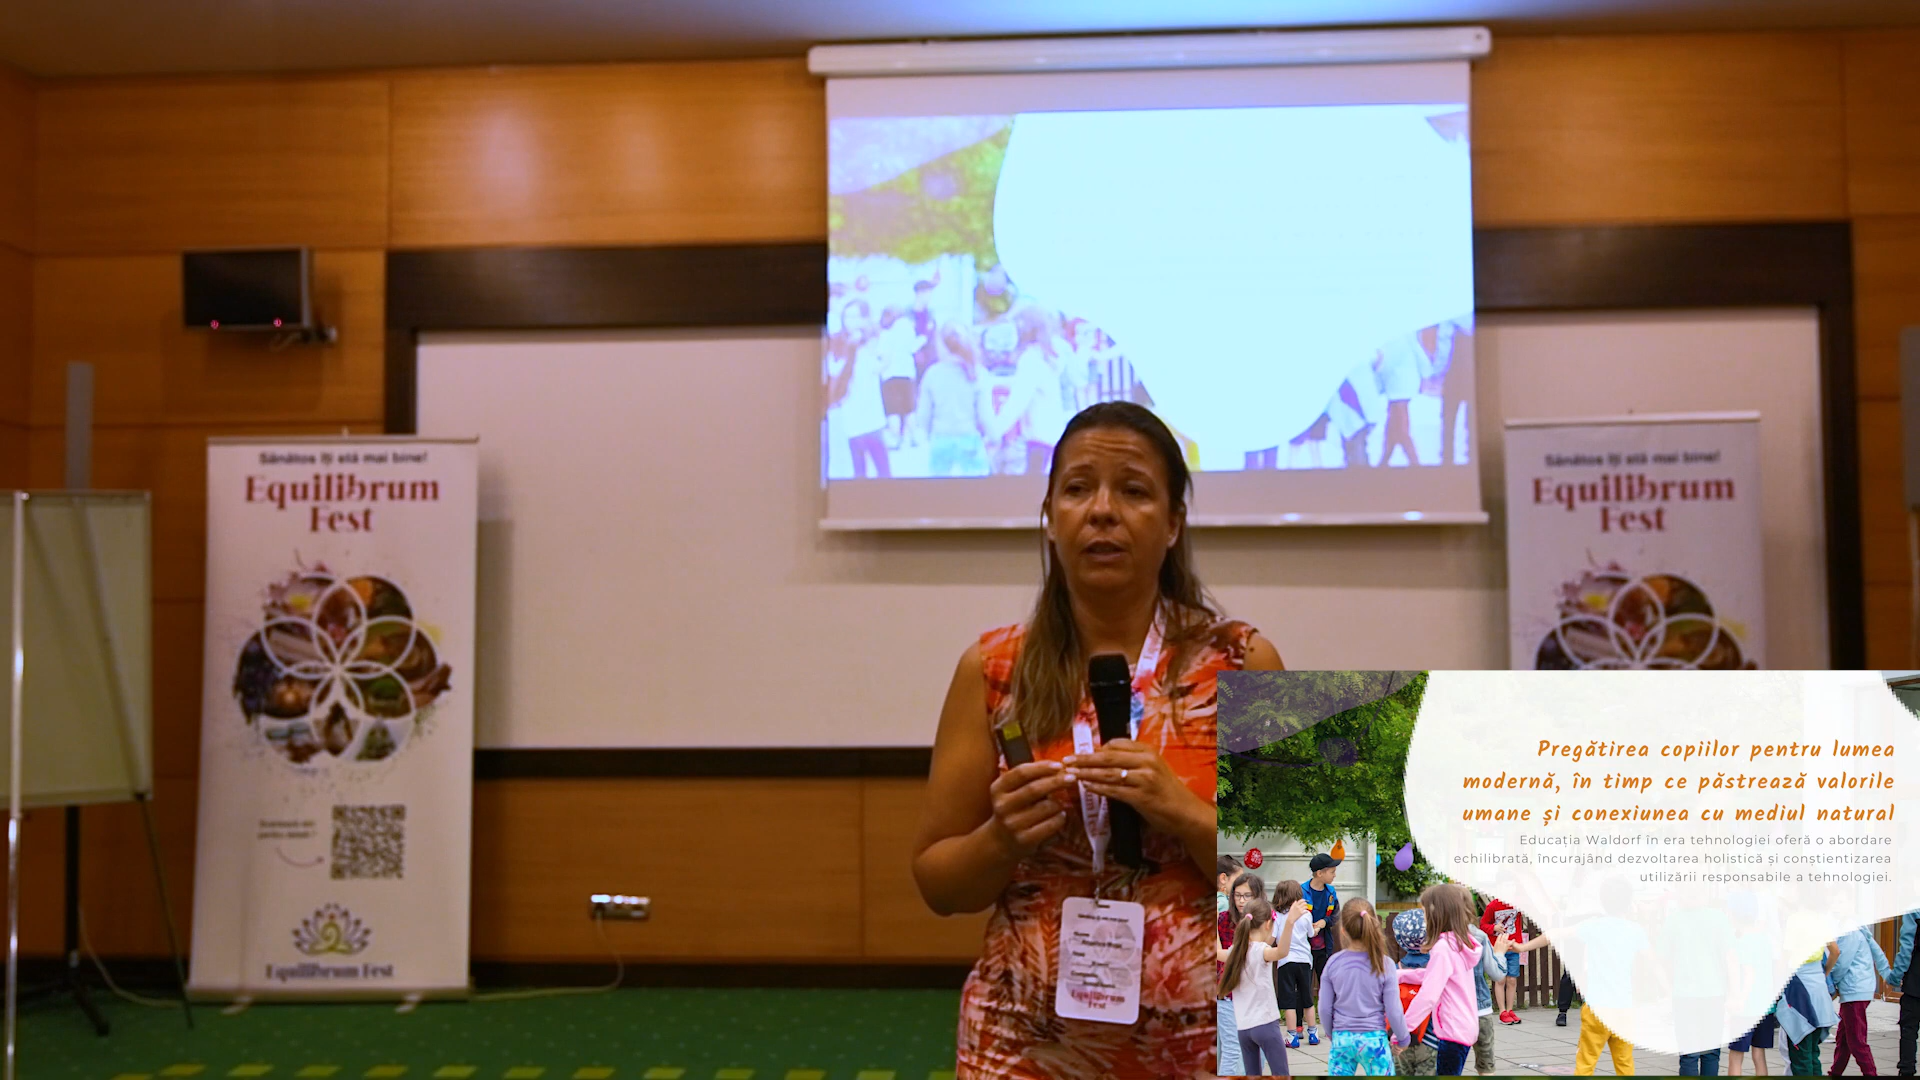 Sănătos îți stă mai bine!
Equilibrum
Fest
Equilibrum Fest
Sănătos îți stă mai bine!
Equilibrum
Fest
Equilibrum
Fest
Pregătirea copiilor pentru lumea
modernă, în timp ce păstrează valorile
umane și conexiunea cu mediul natural
Educația Waldorf în era tehnologiei oferă o abordare
echilibrată, încurajând dezvoltarea holistică și conștientizarea
utilizării responsabile a tehnologiei.